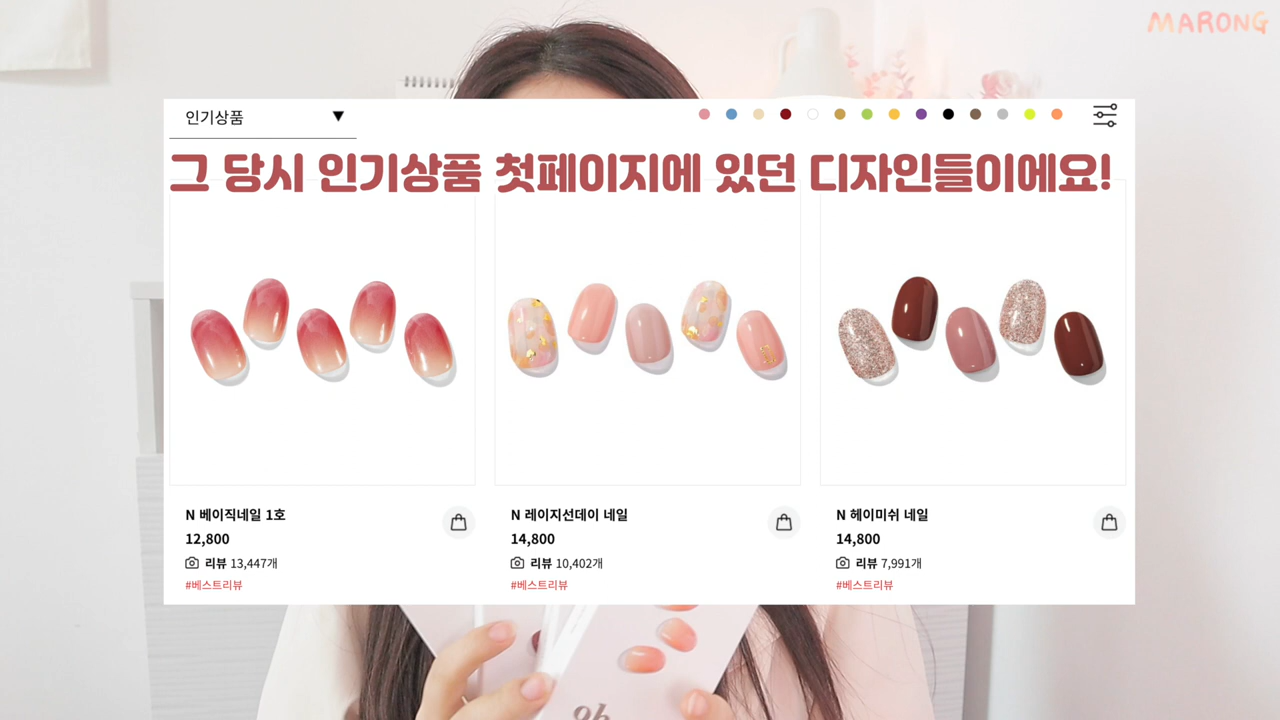 MARONG
인기상품 ▼
그 당시 인기상품 첫페이지에 있던 디자인들이에요!
N 베이직네일 1호
12,800
리뷰 13,447개
#베스트리뷰
N 레이지선데이 네일
14,800
리뷰 10,402개
#베스트리뷰
N 헤이미쉬 네일
14,800
리뷰 7,991개
#베스트리뷰
oh